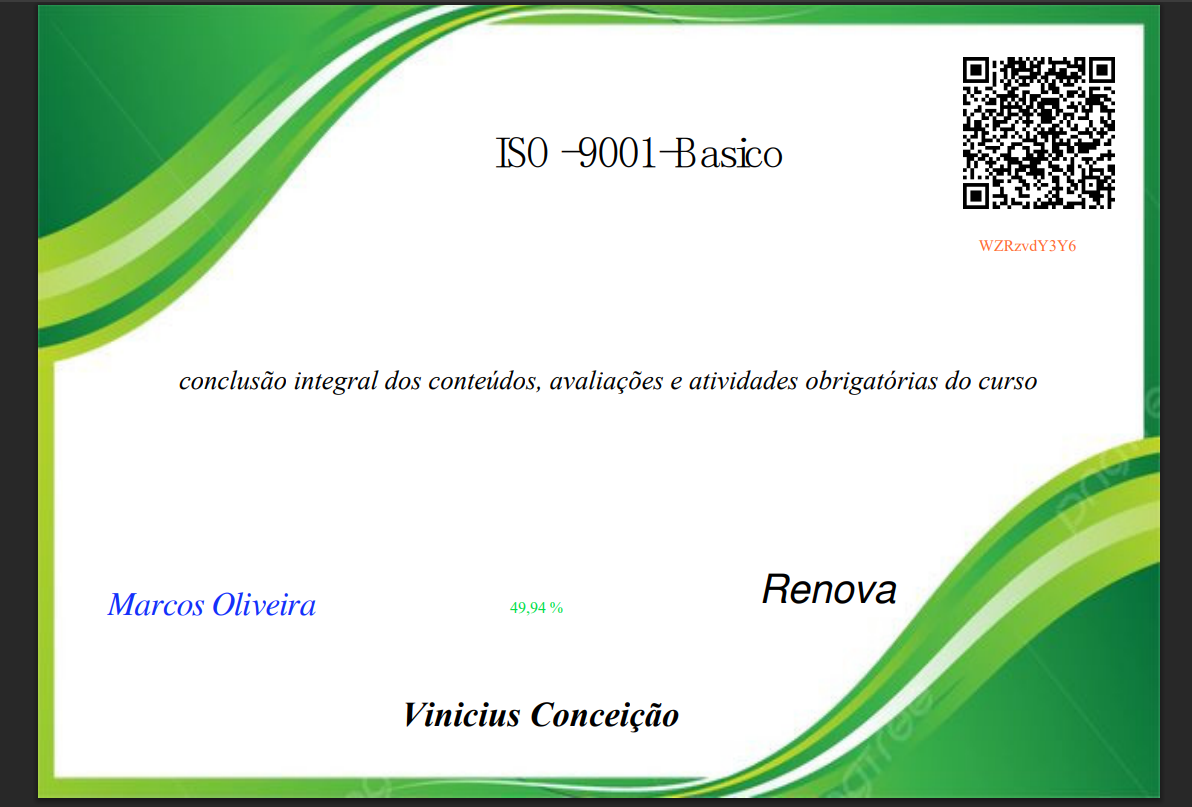 ISO -9001-Basico
WZRzvdY3Y6
conclusão integral dos conteúdos, avaliações e atividades obrigatórias do curso
Marcos Oliveira
49,94 %
Renova
Vinicius Conceição
pngtree
pngtree